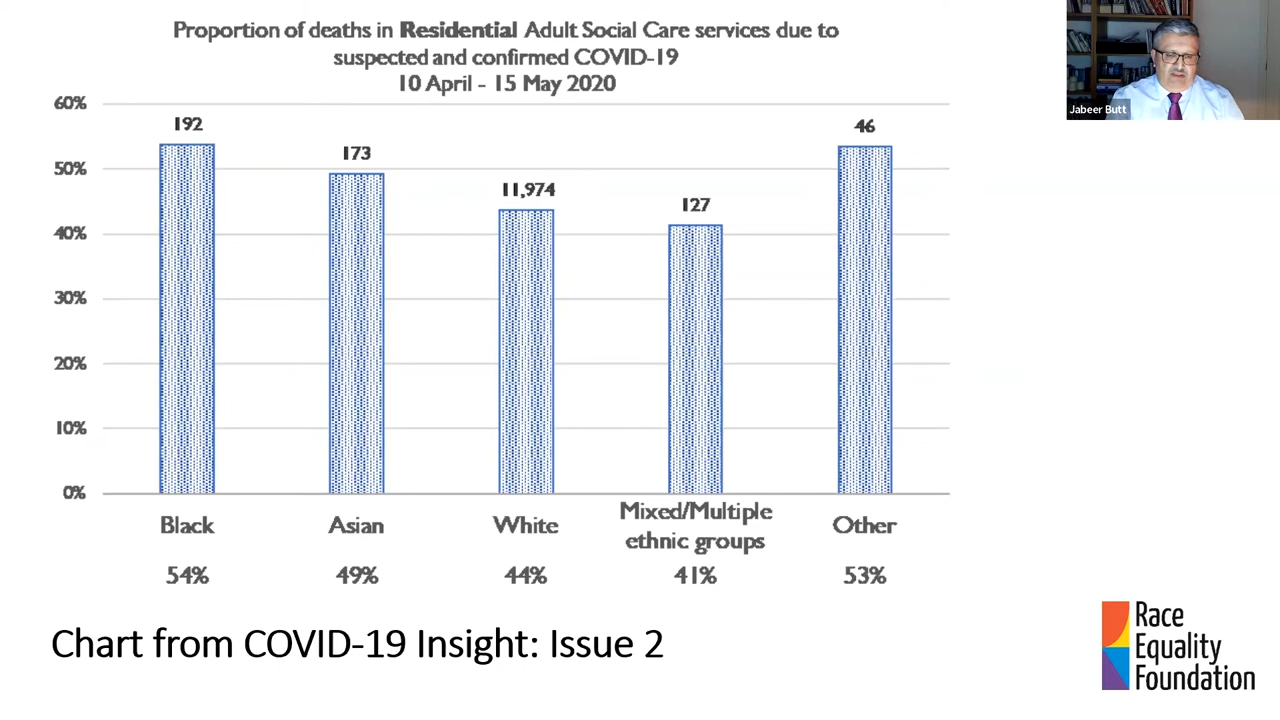 Proportion of deaths in Residential Adult Social Care services due to
suspected and confirmed COVID-19
10 April - 15 May 2020
Jabeer Butt
60%
50%
40%
30%
20%
10%
0%
192
173
11,974
127
46
Black
Asian
White
Mixed/Multiple
ethnic groups
Other
54%
49%
44%
41%
53%
Chart from COVID-19 Insight: Issue 2
Race
Equality
Foundation